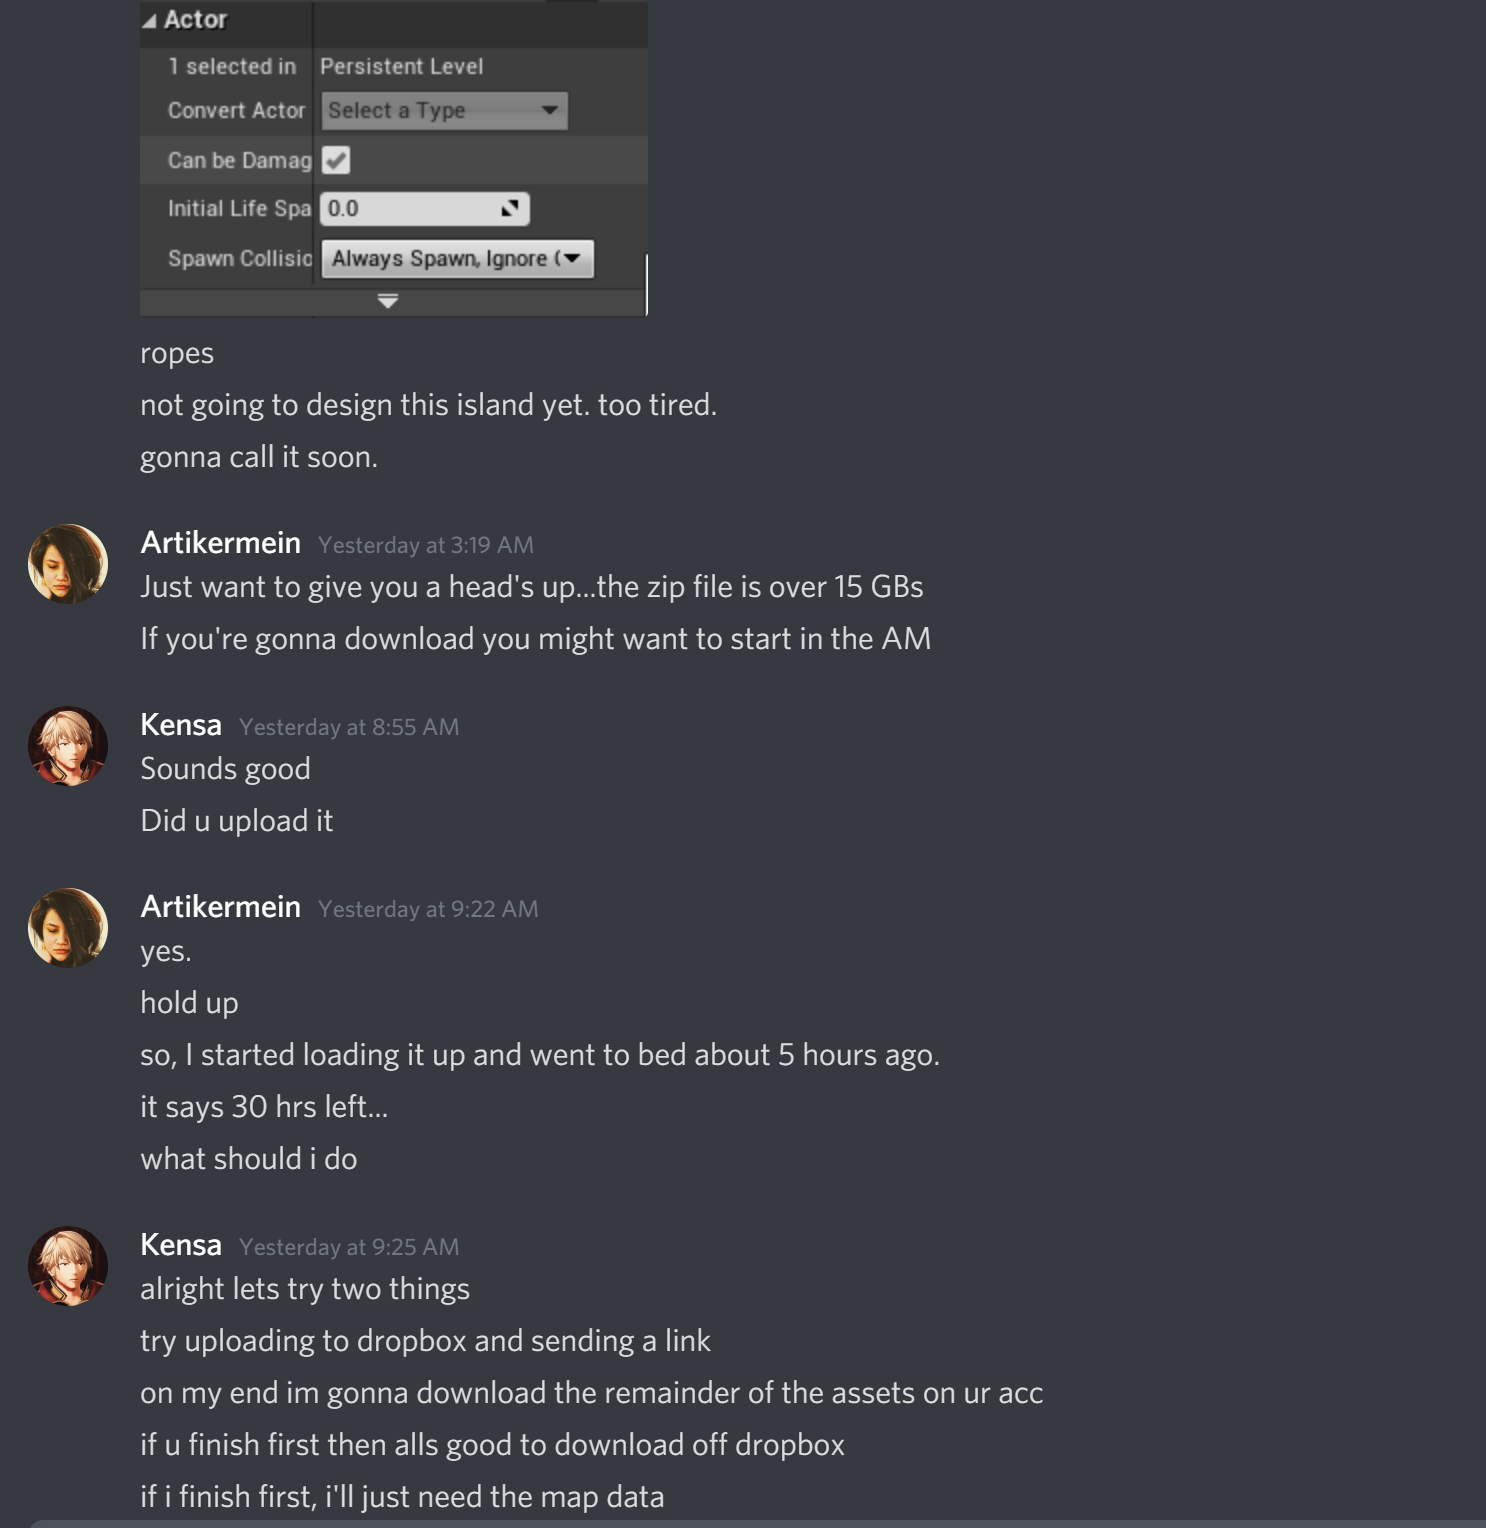 Actor
1 selected in Persistent Level
Convert Actor Select a Type
Can be Damag
Initial Life Spa 0.0
Spawn Collisic Always Spawn, Ignore (
ropes
not going to design this island yet. too tired.
gonna call it soon.
Artikermein Yesterday at 3:19 AM
Just want to give you a head's up...the zip file is over 15 GBs
If you're gonna download you might want to start in the AM
Kensa Yesterday at 8:55 AM
Sounds good
Did u upload it
Artikermein Yesterday at 9:22 AM
yes.
hold up
so, I started loading it up and went to bed about 5 hours ago.
it says 30 hrs left...
what should i do
Kensa Yesterday at 9:25 AM
alright lets try two things
try uploading to dropbox and sending a link
on my end im gonna download the remainder of the assets on ur acc
if u finish first then alls good to download off dropbox
if i finish first, i'll just need the map data